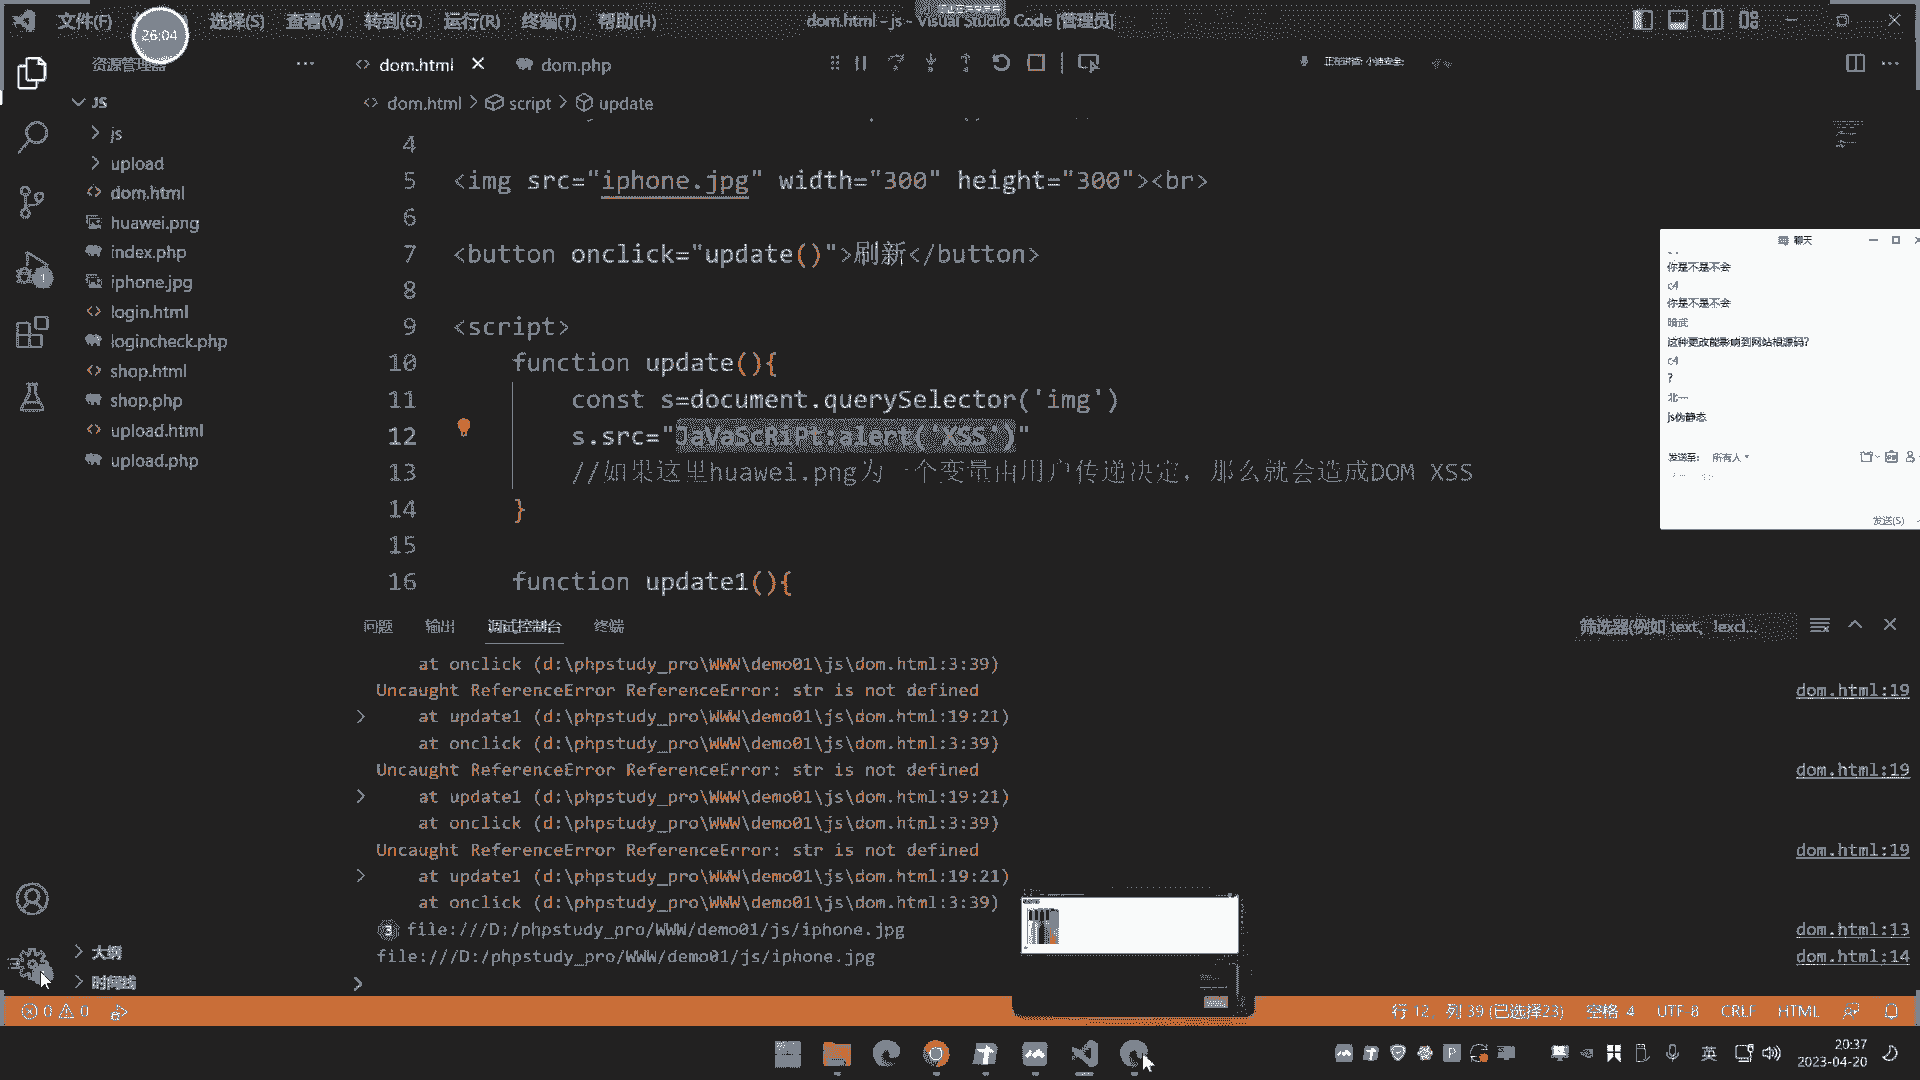 文件(F)
26:04
选择(S) 查看(V) 转到(G) 运行(R) 终端(T) 帮助(H)
dom.html - js - Visual Studio Code [管理员]
资源管理器
dom.html
dom.php
正在讲话: 小迪安全;
JS
dom.html > script > update
js
upload
dom.html
huawei.png
index.php
iphone.jpg
login.html
logincheck.php
shop.html
shop.php
upload.html
upload.php
大纲
时间线
4
5 <img src="iphone.jpg" width="300" height="300"><br>
6
7 <button onclick="update()">刷新</button>
8
9 <script>
10 function update(){
11 const s=document.querySelector('img')
12 s.src="JaVaScRiPt:alert('XSS')"
13 //如果这里huawei.png为一个变量由用户传递决定，那么就会造成DOM XSS
14 }
15
16 function update1(){
聊天
你是不是不会
c4
你是不是不会
这种更改能影响到网站根源码?
c4
?
北一
js伪静态
发送至: 所有人
发送(S)
问题 输出 调试控制台 终端
筛选器(例如 text、!excl...
at onclick (d:\phpstudy_pro\WWW\demo01\js\dom.html:3:39)
Uncaught ReferenceError ReferenceError: str is not defined dom.html:19
at update1 (d:\phpstudy_pro\WWW\demo01\js\dom.html:19:21)
at onclick (d:\phpstudy_pro\WWW\demo01\js\dom.html:3:39)
Uncaught ReferenceError ReferenceError: str is not defined dom.html:19
at update1 (d:\phpstudy_pro\WWW\demo01\js\dom.html:19:21)
at onclick (d:\phpstudy_pro\WWW\demo01\js\dom.html:3:39)
Uncaught ReferenceError ReferenceError: str is not defined dom.html:19
at update1 (d:\phpstudy_pro\WWW\demo01\js\dom.html:19:21)
at onclick (d:\phpstudy_pro\WWW\demo01\js\dom.html:3:39)
3 file:///D:/phpstudy_pro/WWW/demo01/js/iphone.jpg dom.html:13
file:///D:/phpstudy_pro/WWW/demo01/js/iphone.jpg dom.html:14
0 0
行 12，列 39 (已选择23) 空格: 4 UTF-8 CRLF HTML
英
20:37
2023-04-20